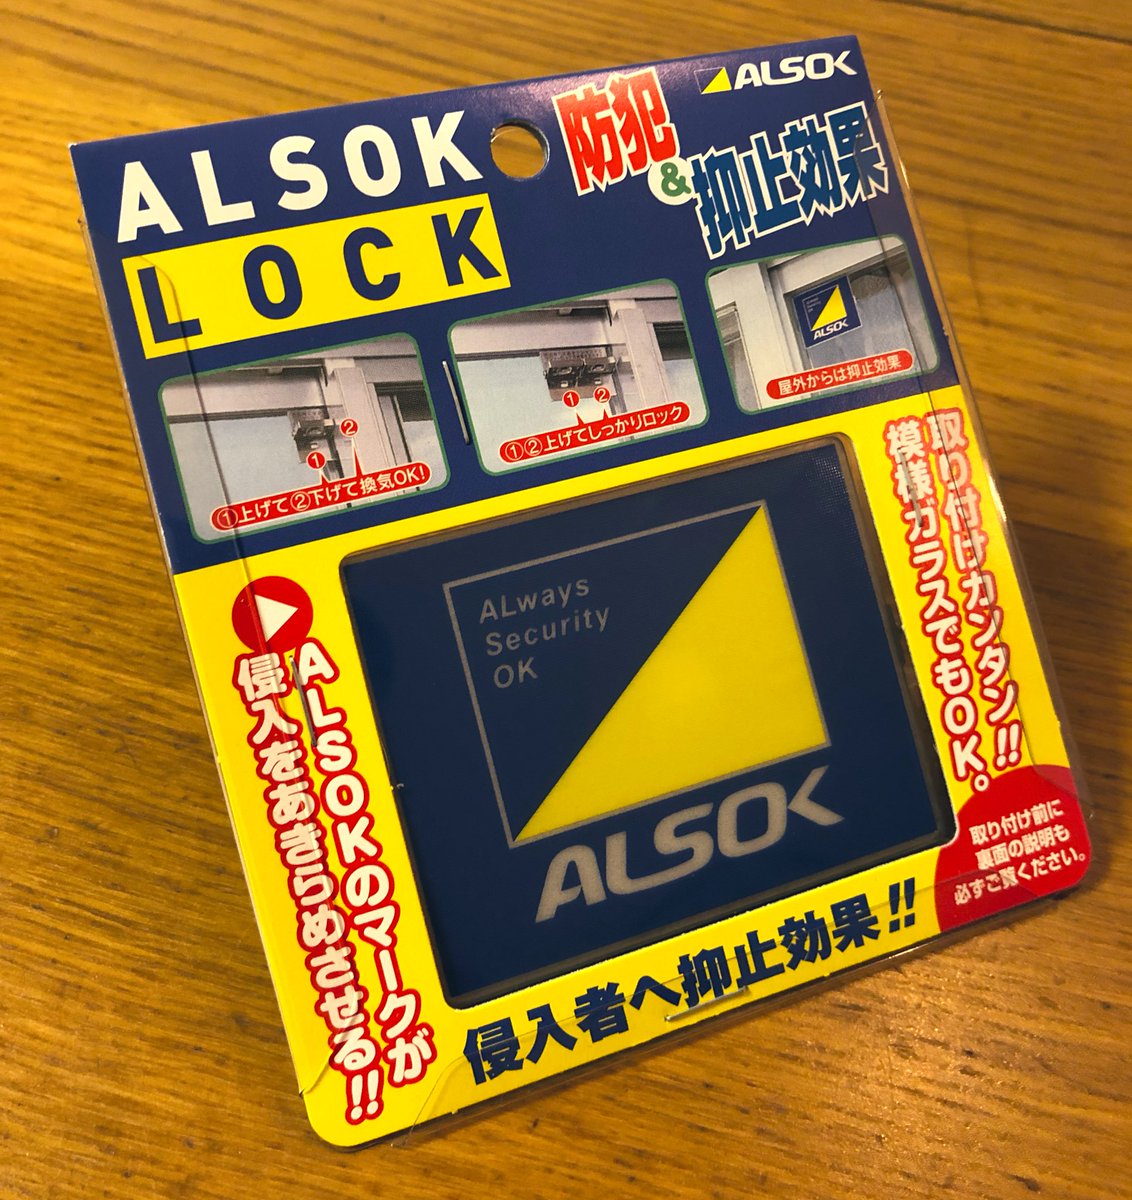 ALSOK
LOCK
防犯
&
抑止効果
ALSOK
①
②
①上げて②下げて換気OK!
①
②
①②上げてしっかりロック
ALSOK
屋外からは抑止効果
取り付けカンタン!!
模様ガラスでもOK。
ALSOKのマークが
侵入をあきらめさせる!!
ALways
Security
OK
ALSOK
取り付け前に
裏面の説明も
必ずご覧ください。
侵入者へ抑止効果!!